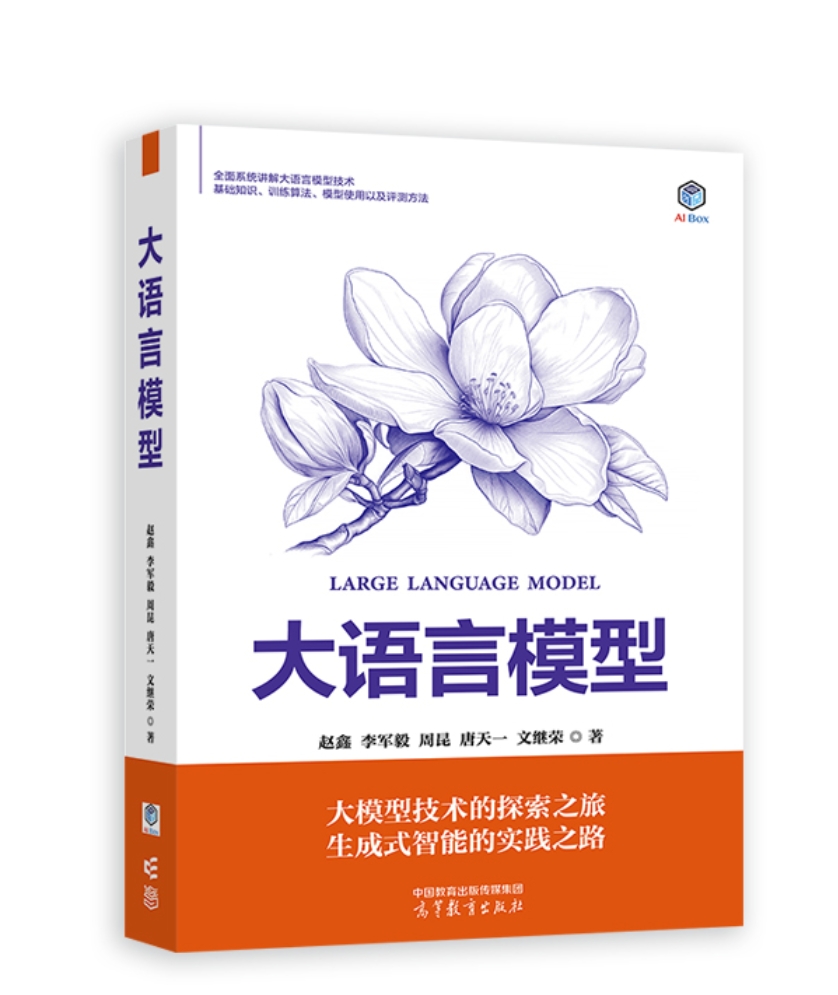 全面系统讲解大语言模型技术
基础知识、训练算法、模型使用以及评测方法
AI Box
LARGE LANGUAGE MODEL
大语言模型
赵鑫 李军毅 周昆 唐天一 文继荣 ◎ 著
大模型技术的探索之旅
生成式智能的实践之路
中国教育出版传媒集团
高等教育出版社
大语言模型
赵鑫 李军毅 周昆 唐天一 文继荣 ◎ 著
AI Box